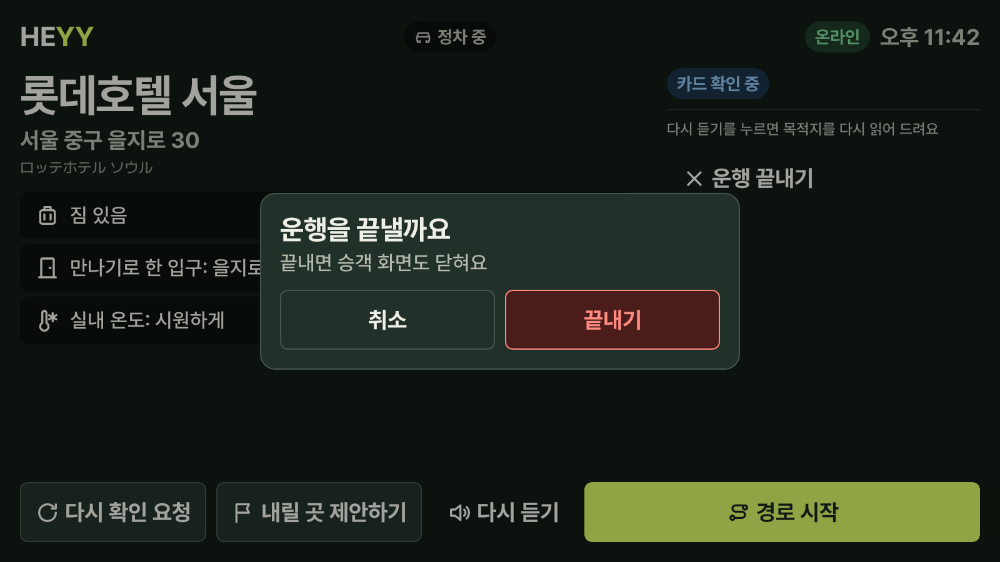 HEYY
정차 중
온라인
오후 11:42
롯데호텔 서울
서울 중구 을지로 30
ロッテホテル ソウル
카드 확인 중
다시 듣기를 누르면 목적지를 다시 읽어 드려요
운행 끝내기
짐 있음
만나기로 한 입구: 을지로
실내 온도: 시원하게
운행을 끝낼까요
끝내면 승객 화면도 닫혀요
취소
끝내기
다시 확인 요청
내릴 곳 제안하기
다시 듣기
경로 시작